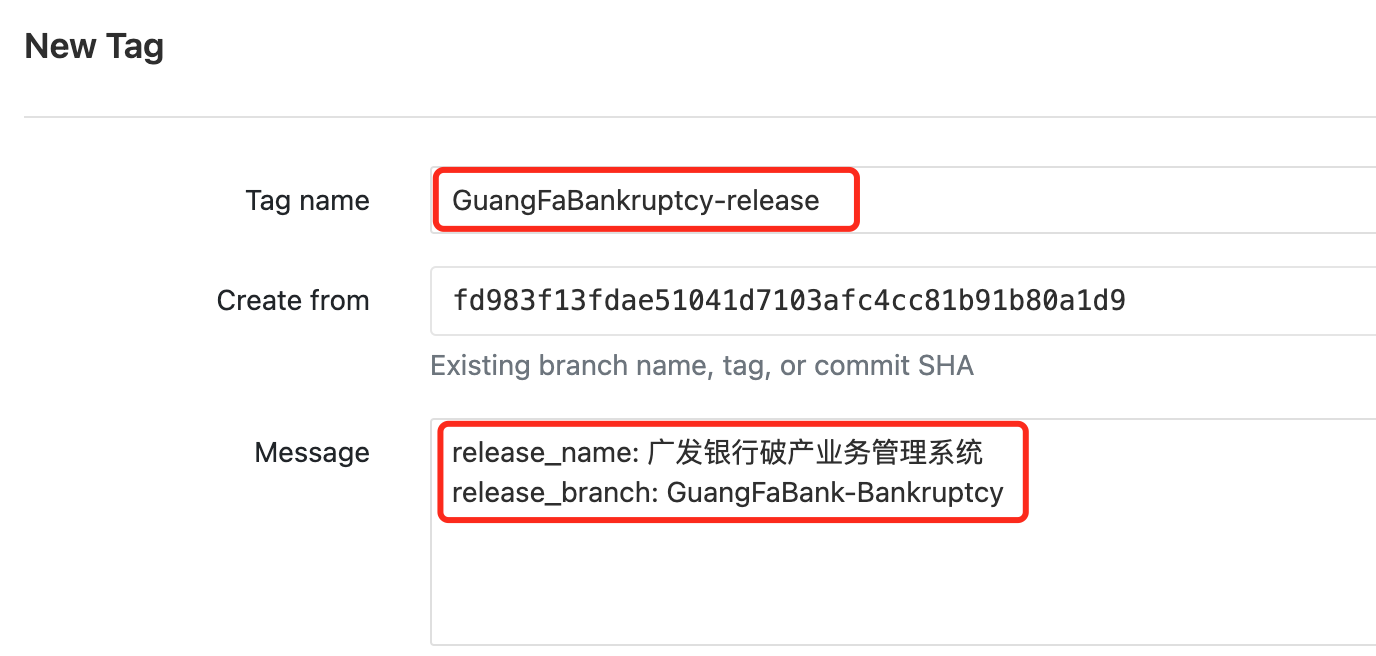 New Tag
Tag name
GuangFaBankruptcy-release
Create from
fd983f13fdae51041d7103afc4cc81b91b80a1d9
Existing branch name, tag, or commit SHA
Message
release_name: 广发银行破产业务管理系统
release_branch: GuangFaBank-Bankruptcy